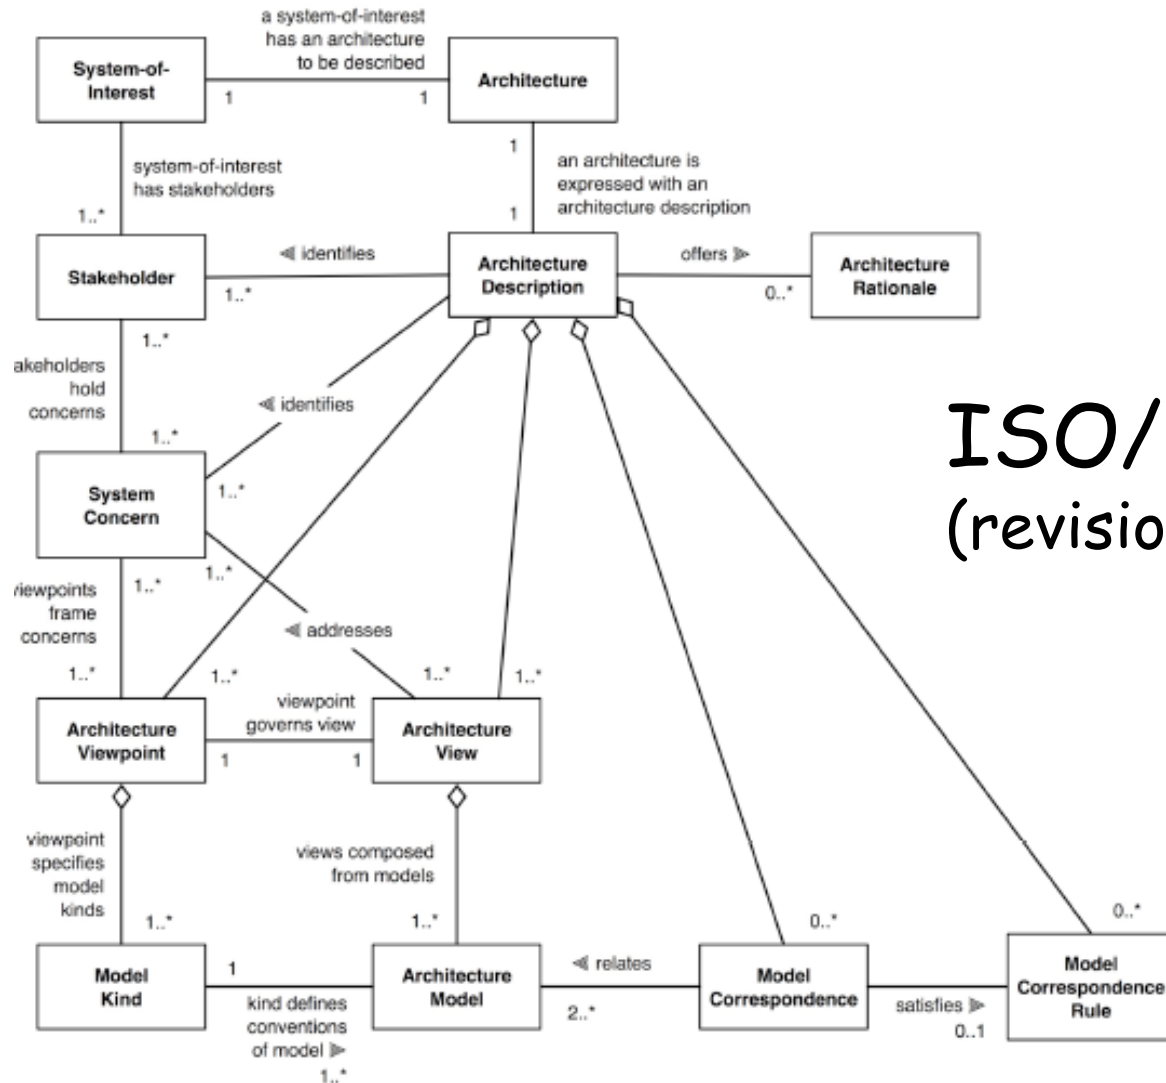 a system-of-interest
has an architecture
to be described
System-of-
Interest
1
1
Architecture
system-of-interest
has stakeholders
1..*
1
an architecture is
expressed with an
architecture description
1
Stakeholder
◁ identifies
1..*
Architecture
Description
offers ▷
0..*
Architecture
Rationale
1..*
akeholders
hold
concerns
1..*
◁ identifies
1..*
System
Concern
ISO/
(revisio
1..*
1..*
viewpoints
frame
concerns
◁ addresses
1..*
1..*
1..*
1..*
Architecture
Viewpoint
viewpoint
governs view
1
1
Architecture
View
viewpoint
specifies
model
kinds
1..*
views composed
from models
1..*
0..*
0..*
Model
Kind
1
kind defines
conventions
of model ▷
1..*
Architecture
Model
◁ relates
2..*
Model
Correspondence
satisfies ▷
0..1
Model
Correspondence
Rule